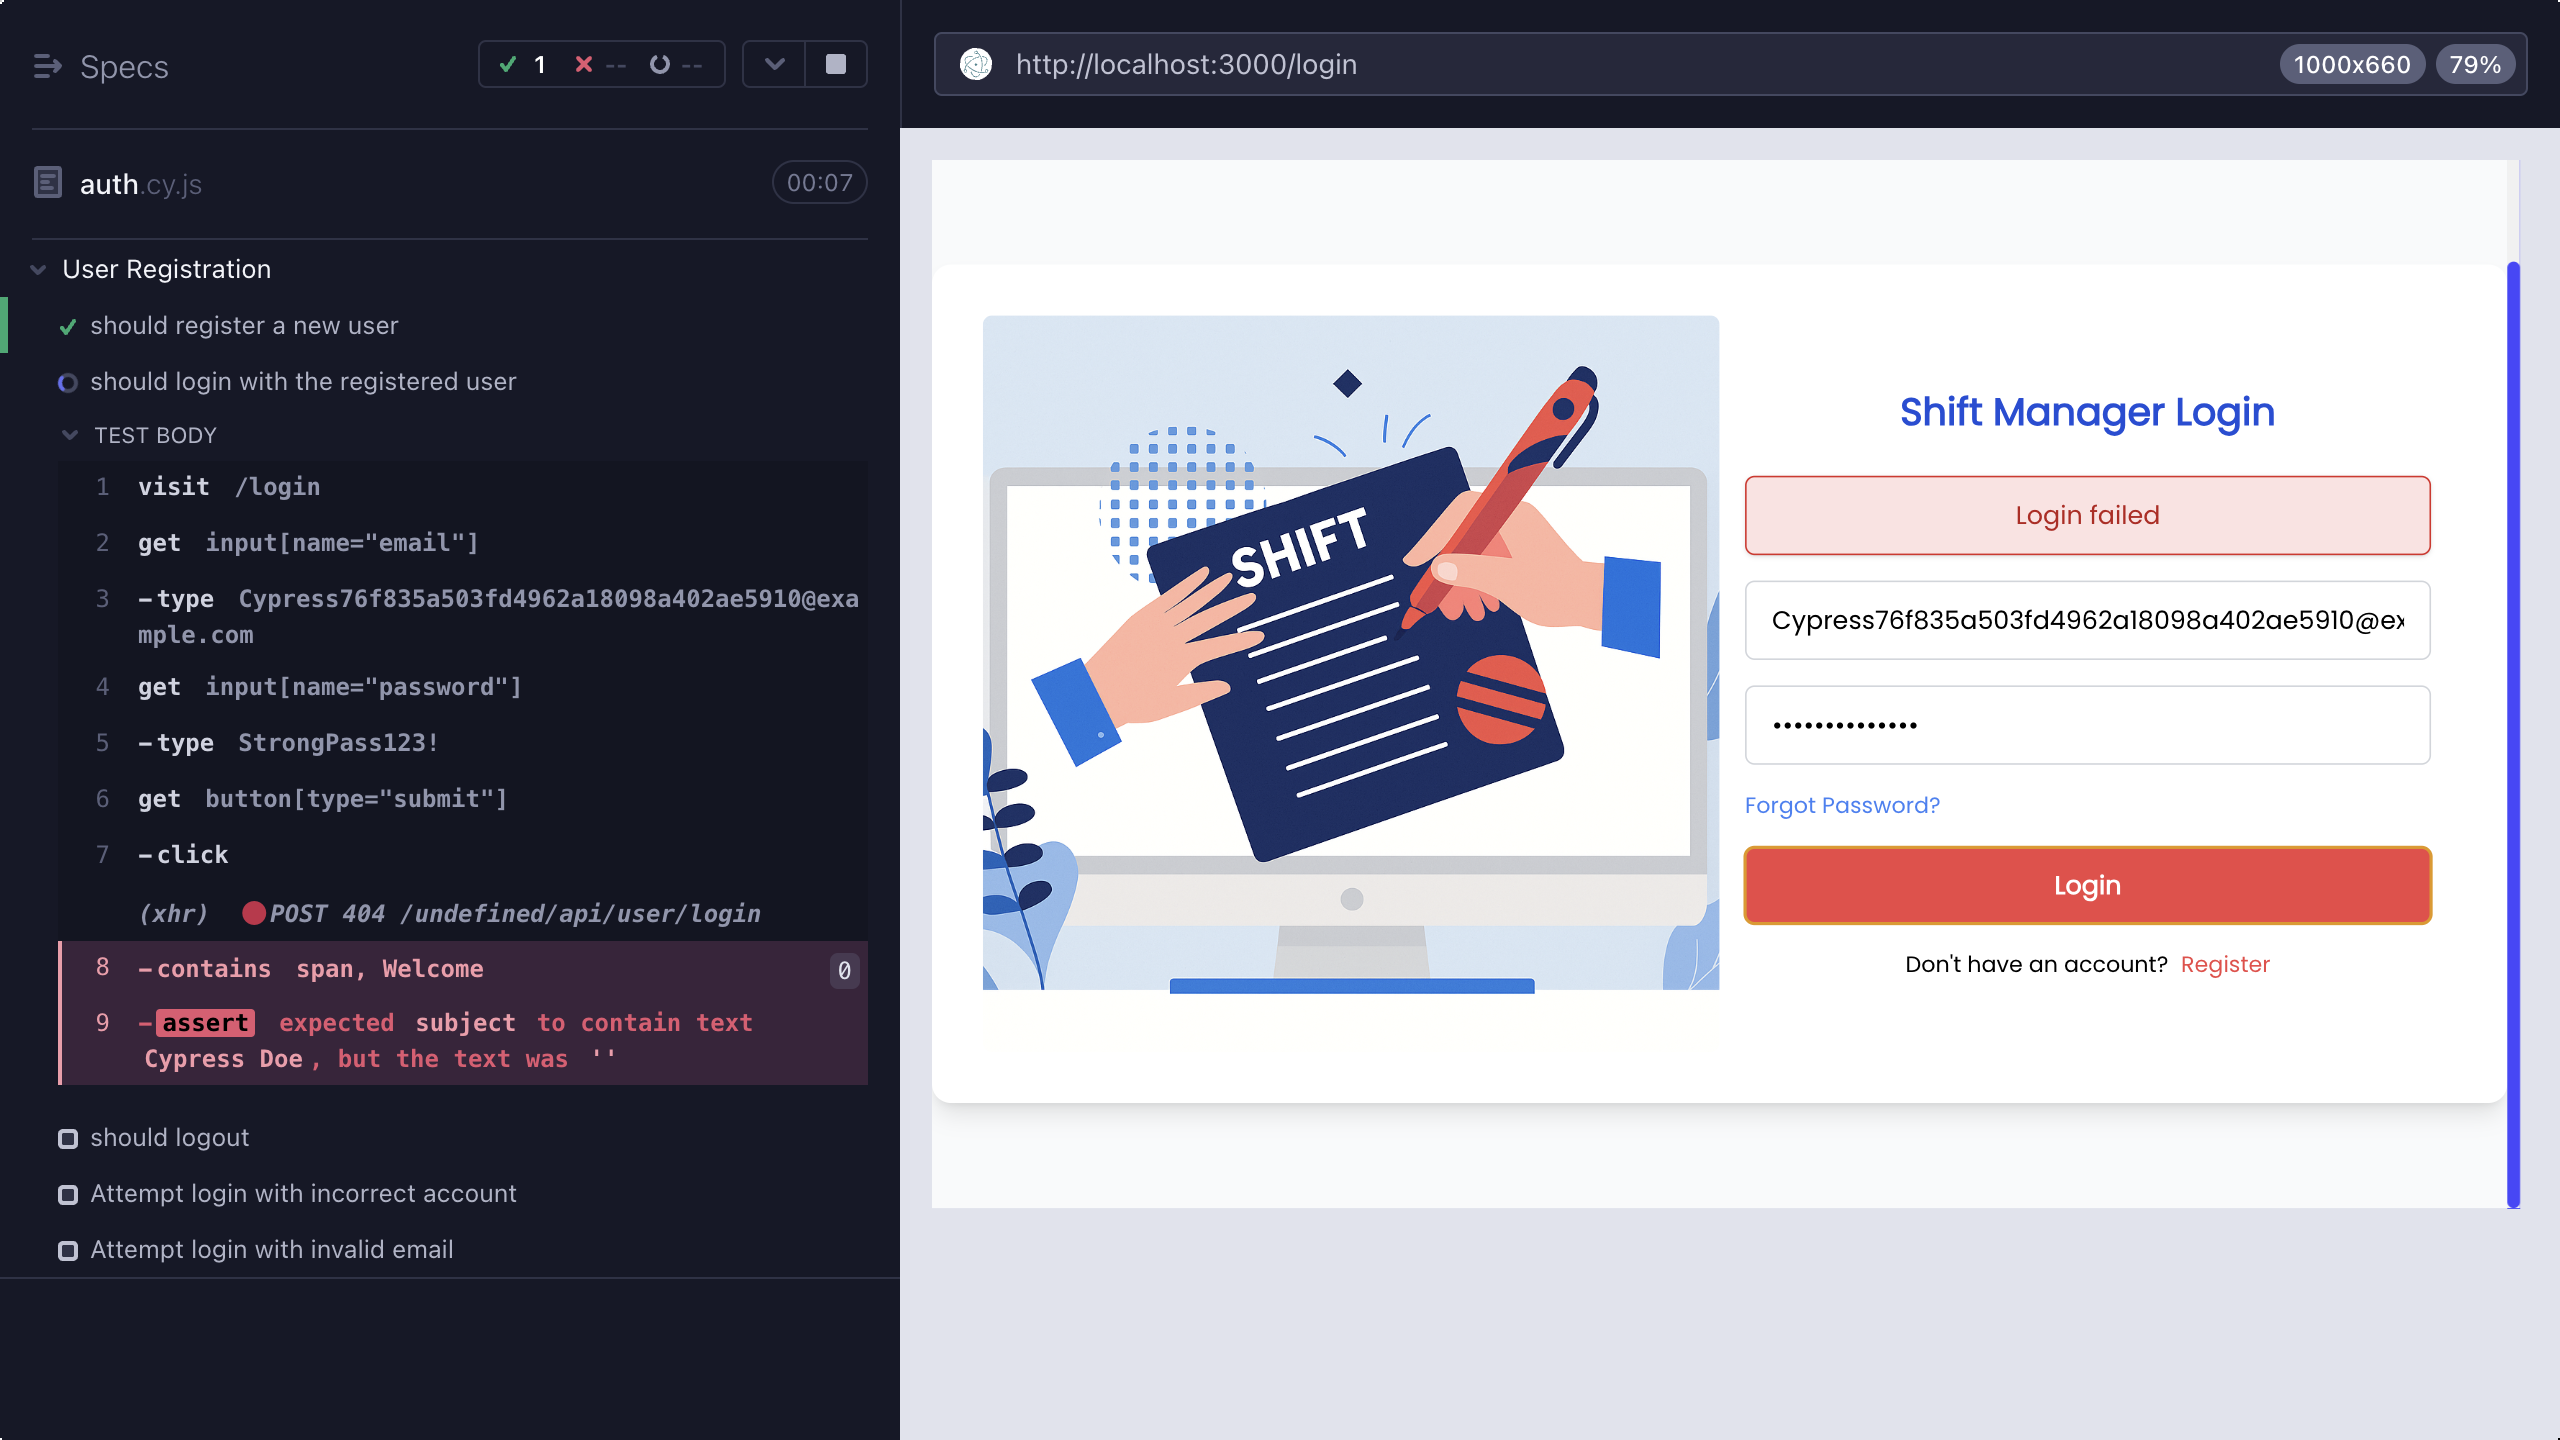 Specs
1 -- --
http://localhost:3000/login
1000x660 79%
auth.cy.js
00:07
User Registration
should register a new user
should login with the registered user
TEST BODY
1 visit /login
2 get input[name="email"]
3 -type Cypress76f835a503fd4962a18098a402ae5910@exa
mple.com
4 get input[name="password"]
5 -type StrongPass123!
6 get button[type="submit"]
7 -click
(xhr) POST 404 /undefined/api/user/login
8 -contains span, Welcome 0
9 -assert expected subject to contain text
Cypress Doe, but the text was ''
should logout
Attempt login with incorrect account
Attempt login with invalid email
SHIFT
Shift Manager Login
Login failed
Cypress76f835a503fd4962a18098a402ae5910@ex
••••••••••••••
Forgot Password?
Login
Don't have an account? Register